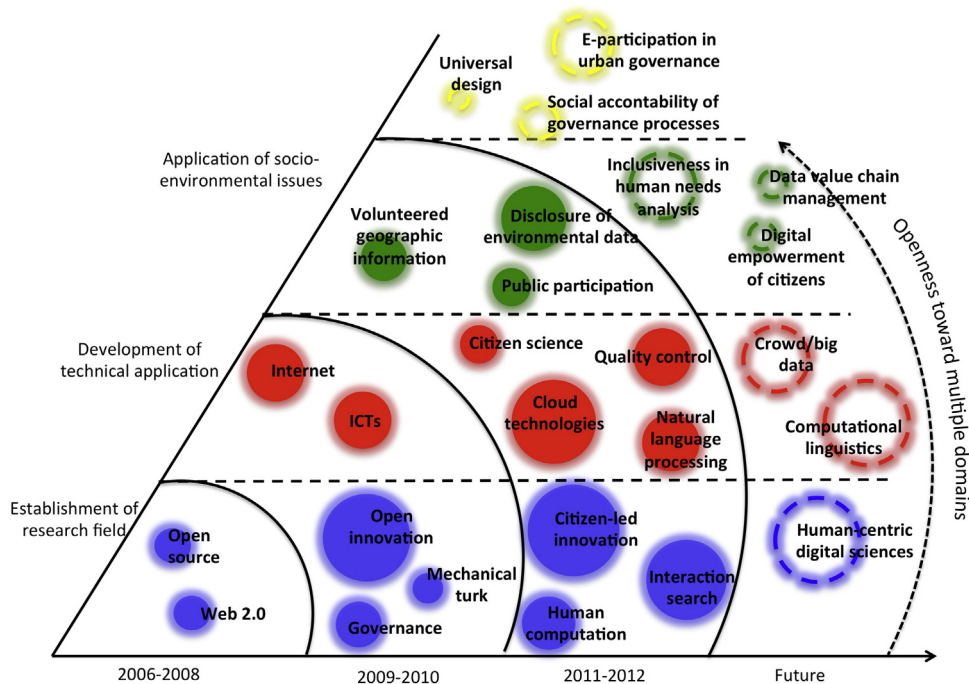 E-participation in
urban governance
Universal
design
Social accontability of
governance processes
Application of socio-
environmental issues
Inclusiveness in
human needs
analysis
Data value chain
management
Volunteered
geographic
information
Disclosure of
environmental data
Digital
empowerment
of citizens
Public participation
Openness toward multiple domains
Development of
technical application
Internet
Citizen science
Quality control
Crowd/big
data
ICTs
Cloud
technologies
Natural
language
processing
Computational
linguistics
Establishment of
research field
Open
source
Open
innovation
Citizen-led
innovation
Human-centric
digital sciences
Mechanical
turk
Interaction
search
Web 2.0
Governance
Human
computation
2006-2008
2009-2010
2011-2012
Future